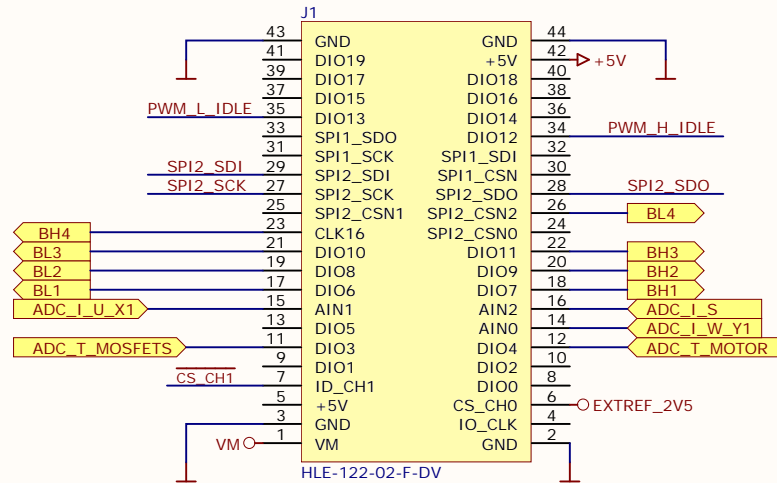 J1
43 GND GND 44
41 DIO19 +5V 42 +5V
39 DIO17 DIO18 40
37 DIO15 DIO16 38
PWM_L_IDLE 35 DIO13 DIO14 36
33 SPI1_SDO DIO12 34 PWM_H_IDLE
31 SPI1_SCK SPI1_SDI 32
SPI2_SDI 29 SPI2_SDI SPI1_CSN 30
SPI2_SCK 27 SPI2_SCK SPI2_SDO 28 SPI2_SDO
25 SPI2_CSN1 SPI2_CSN2 26 BL4
BH4 23 CLK16 SPI2_CSN0 24
BL3 21 DIO10 DIO11 22 BH3
BL2 19 DIO8 DIO9 20 BH2
BL1 17 DIO6 DIO7 18 BH1
ADC_I_U_X1 15 AIN1 AIN2 16 ADC_I_S
13 DIO5 AIN0 14 ADC_I_W_Y1
ADC_T_MOSFETS 11 DIO3 DIO4 12 ADC_T_MOTOR
9 DIO1 DIO2 10
CS_CH1 7 ID_CH1 DIO0 8
5 +5V CS_CH0 6 EXTREF_2V5
3 GND IO_CLK 4
VM 1 VM GND 2
HLE-122-02-F-DV